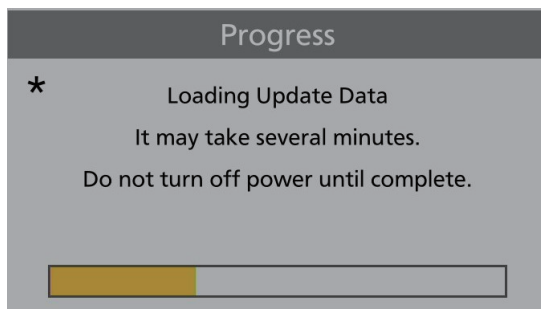 Progress
*
Loading Update Data
It may take several minutes.
Do not turn off power until complete.